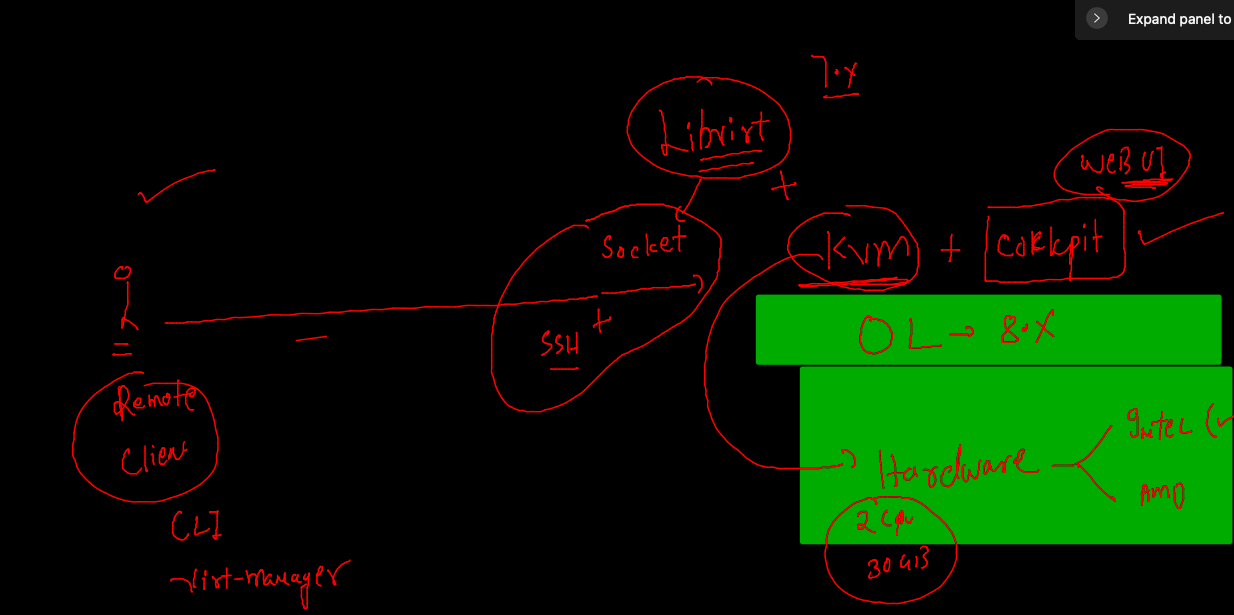 Expand panel to
7.x
Libvirt
+
WEB UI
Socket
+
SSH
KVM + Cockpit
OL → 8.x
Remote
Client
CLI
virt-manager
Hardware
Intel (
AMD
2 CPU
30 GiB